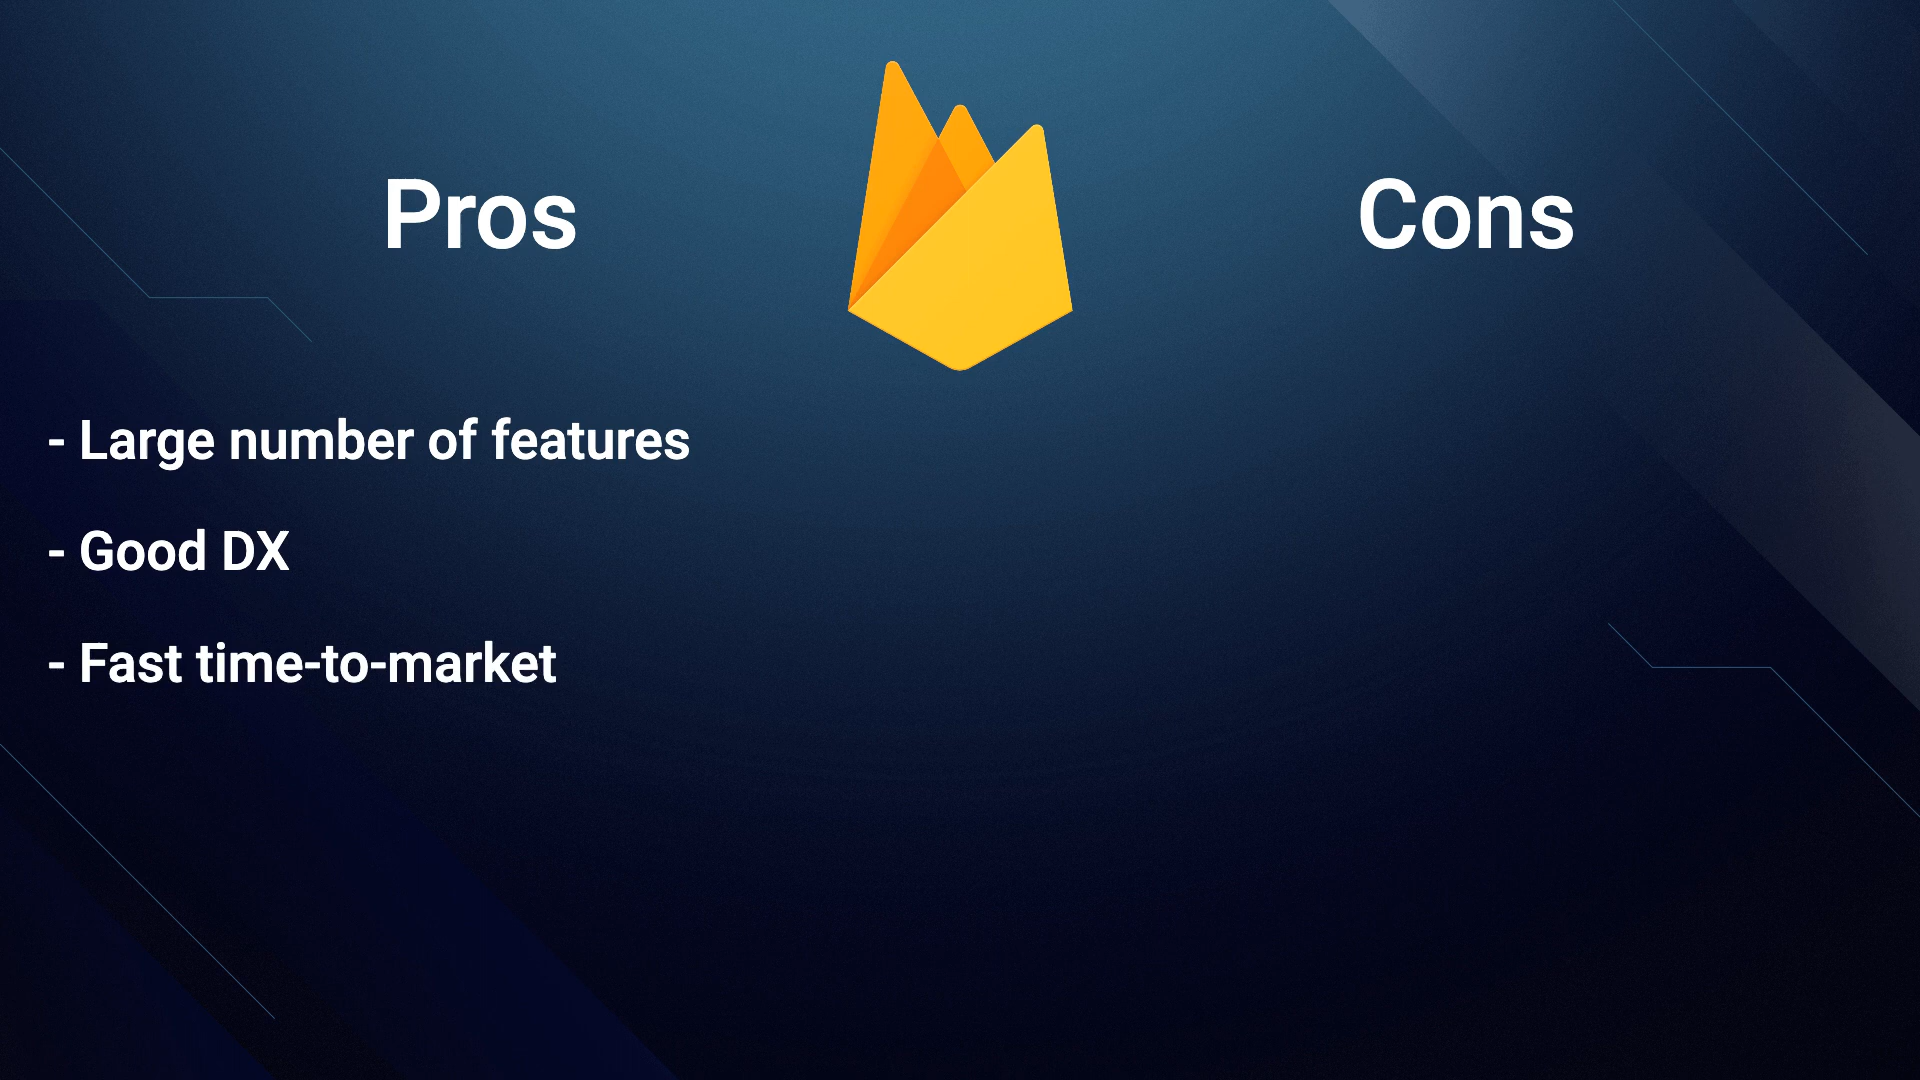 Pros
Cons
- Large number of features
- Good DX
- Fast time-to-market